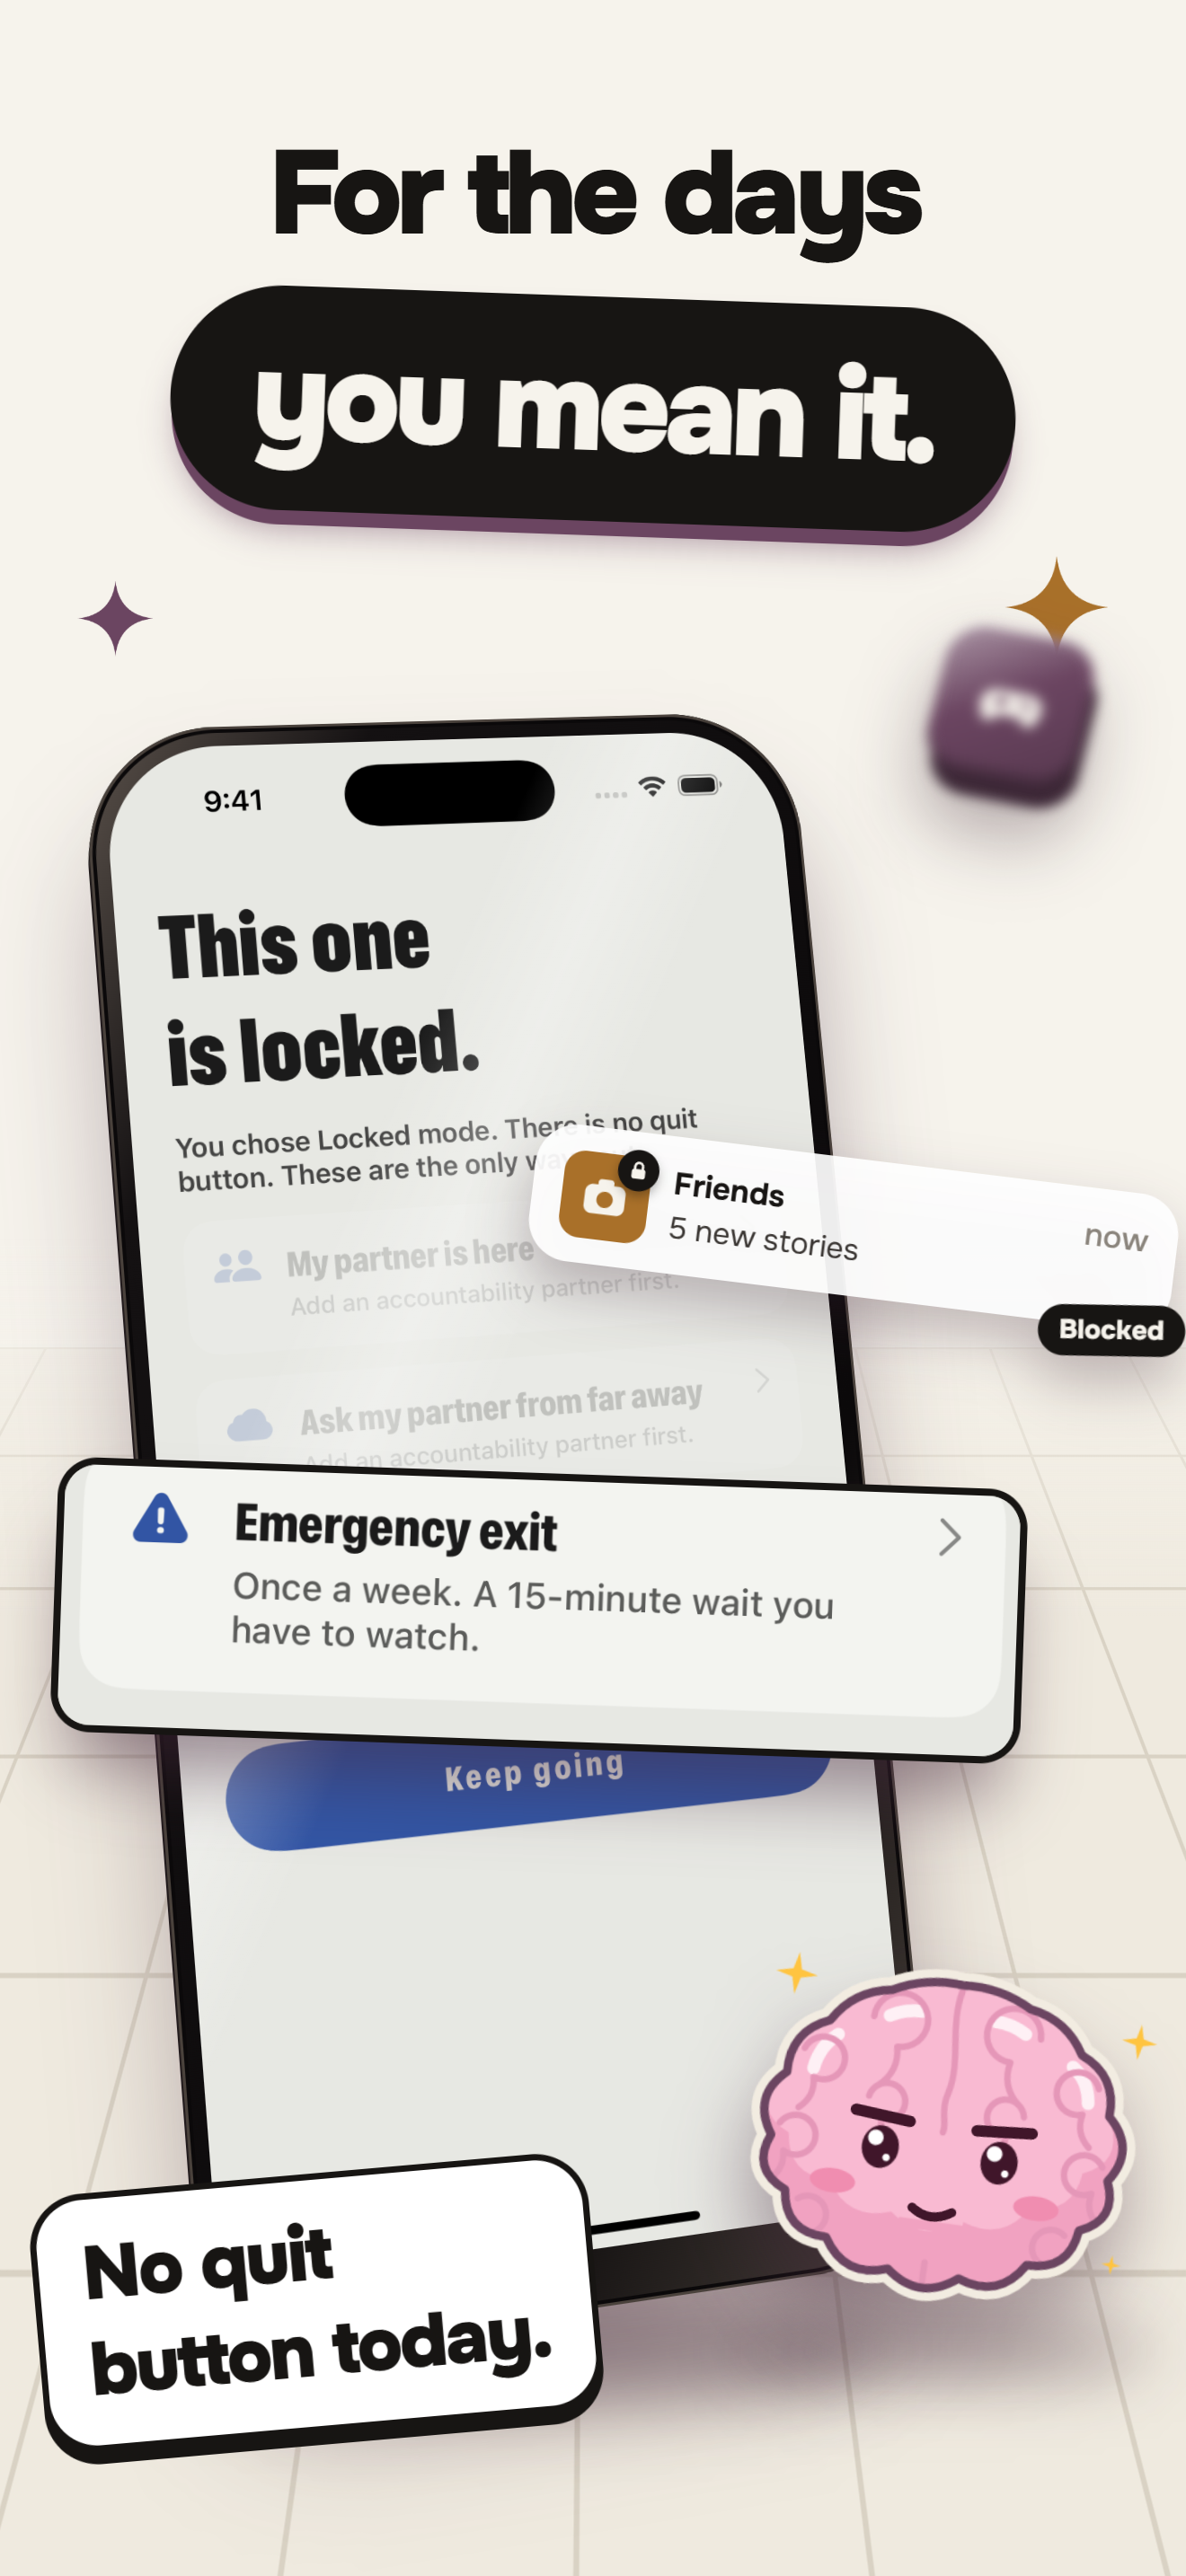 For the days
you mean it.
9:41
This one
is locked.
You chose Locked mode. There is no quit
button. These are the only
Friends
5 new stories
now
Blocked
My partner is here
Add an accountability partner first.
Ask my partner from far away
Add an accountability partner first.
Emergency exit
Once a week. A 15-minute wait you
have to watch.
Keep going
No quit
button today.